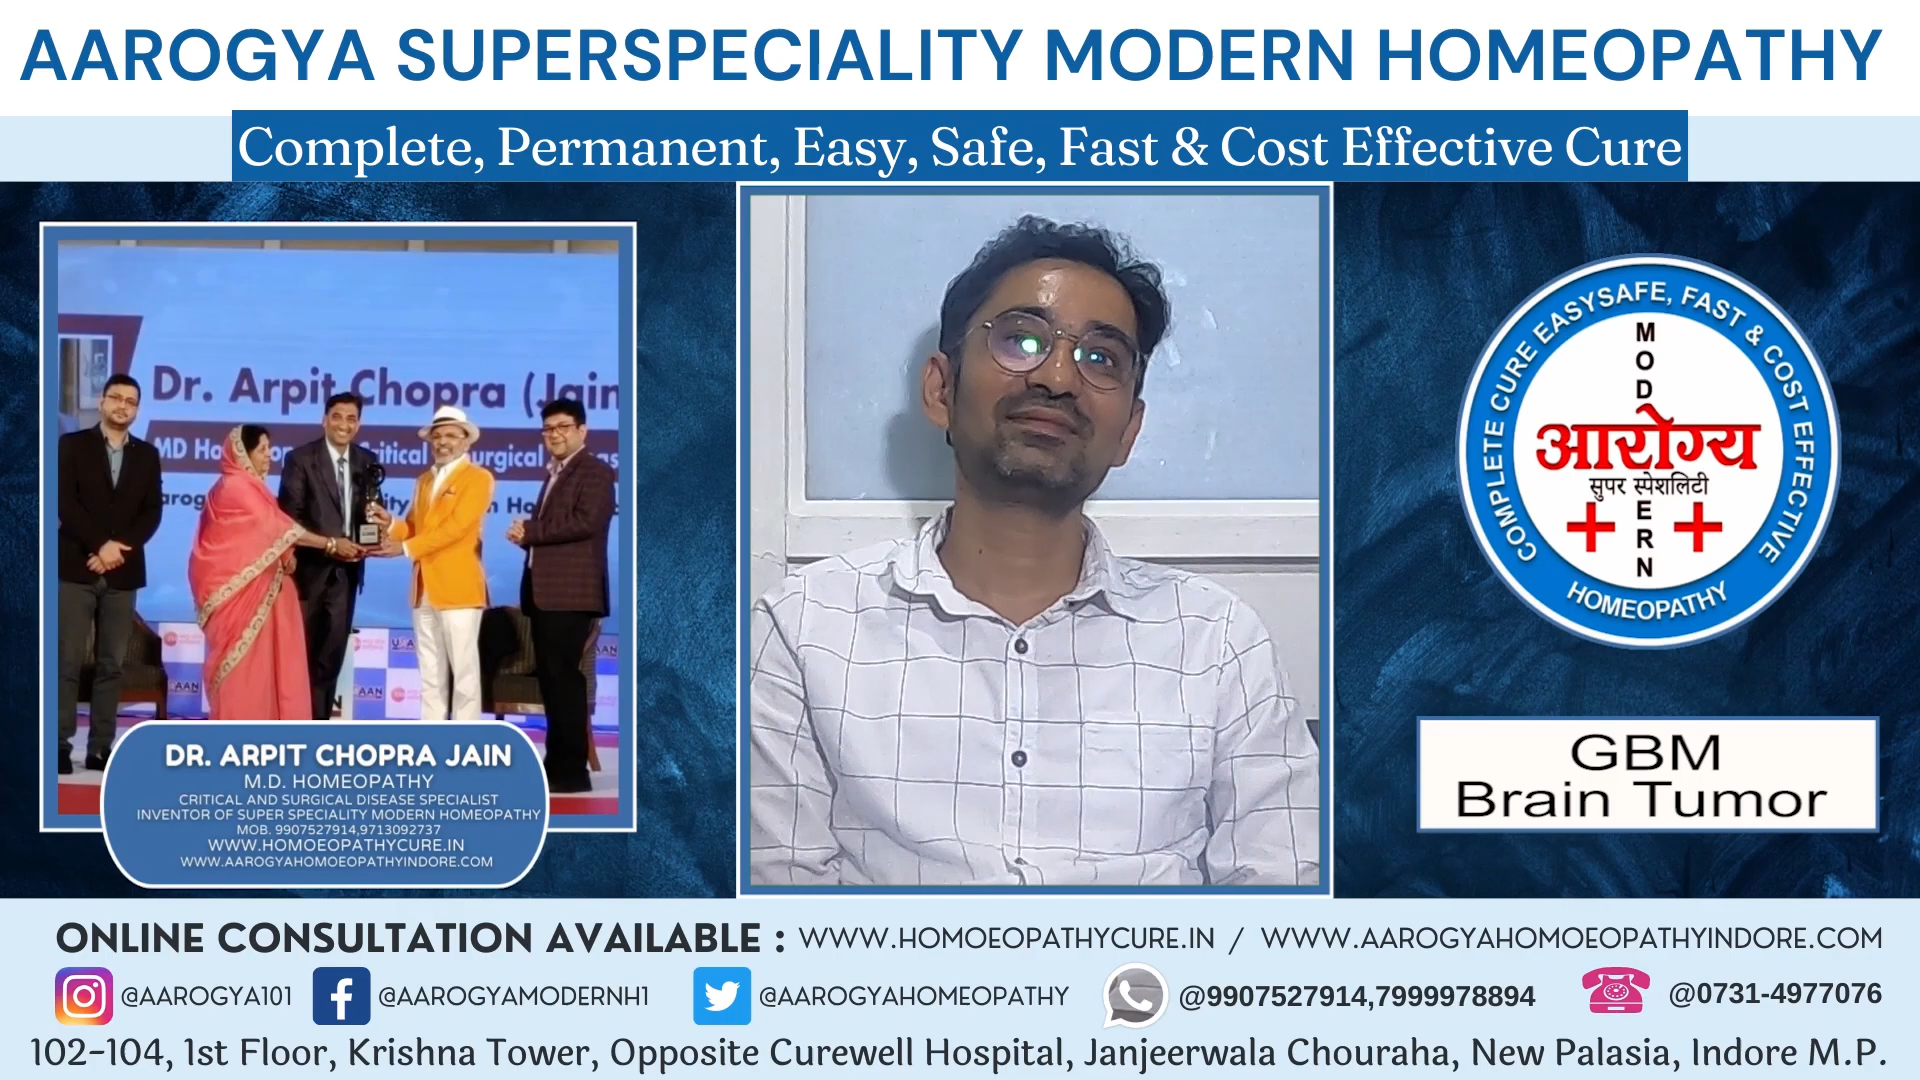 AAROGYA SUPERSPECIALITY MODERN HOMEOPATHY
Complete, Permanent, Easy, Safe, Fast & Cost Effective Cure
Dr. Arpit Chopra (Jain
MD
DR. ARPIT CHOPRA JAIN
M.D. HOMEOPATHY
CRITICAL AND SURGICAL DISEASE SPECIALIST
INVENTOR OF SUPER SPECIALITY MODERN HOMEOPATHY
MOB. 9907527914,9713092737
WWW.HOMOEOPATHYCURE.IN
WWW.AAROGYAHOMOEOPATHYINDORE.COM
COMPLETE CURE EASYSAFE, FAST & COST EFFECTIVE
MODERN
आरोग्य
सुपर स्पेशलिटी
HOMEOPATHY
GBM
Brain Tumor
ONLINE CONSULTATION AVAILABLE : WWW.HOMOEOPATHYCURE.IN / WWW.AAROGYAHOMOEOPATHYINDORE.COM
@AAROGYA101 @AAROGYAMODERNH1 @AAROGYAHOMEOPATHY @9907527914,7999978894 @0731-4977076
102-104, 1st Floor, Krishna Tower, Opposite Curewell Hospital, Janjeerwala Chouraha, New Palasia, Indore M.P.